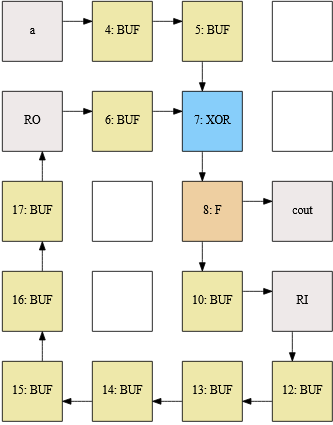 a
4: BUF
5: BUF
RO
6: BUF
7: XOR
17: BUF
8: F
cout
16: BUF
10: BUF
RI
15: BUF
14: BUF
13: BUF
12: BUF